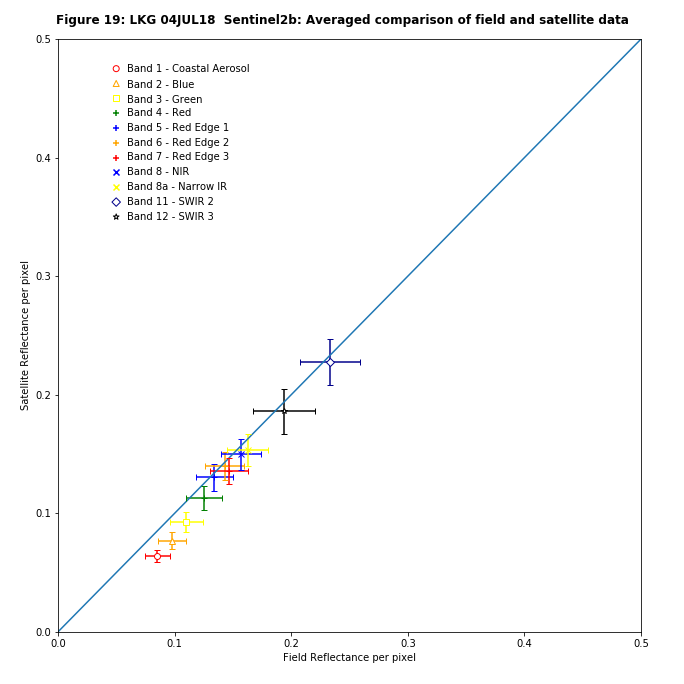 Figure 19: LKG 04JUL18  Sentinel2b: Averaged comparison of field and satellite data
0.5
0.4
0.3
0.2
0.1
0.0
Satellite Reflectance per pixel
Band 1 - Coastal Aerosol
Band 2 - Blue
Band 3 - Green
Band 4 - Red
Band 5 - Red Edge 1
Band 6 - Red Edge 2
Band 7 - Red Edge 3
Band 8 - NIR
Band 8a - Narrow IR
Band 11 - SWIR 2
Band 12 - SWIR 3
0.0 0.1 0.2 0.3 0.4 0.5
Field Reflectance per pixel